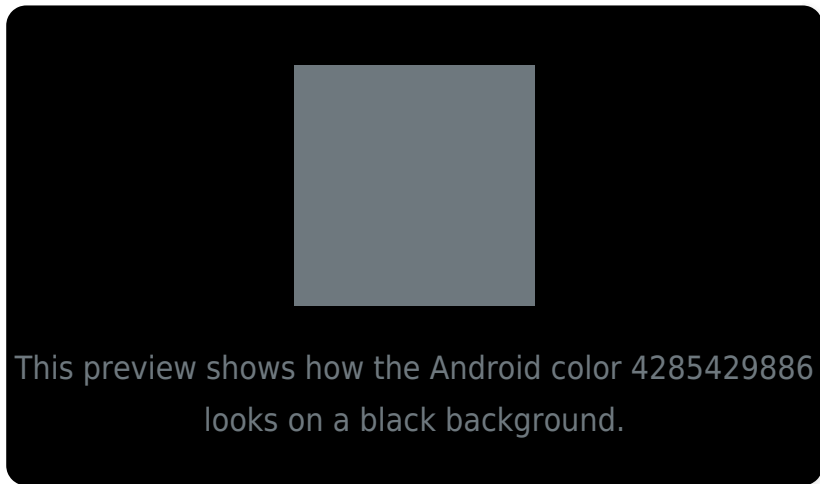 This preview shows how the Android color 4285429886
looks on a black background.